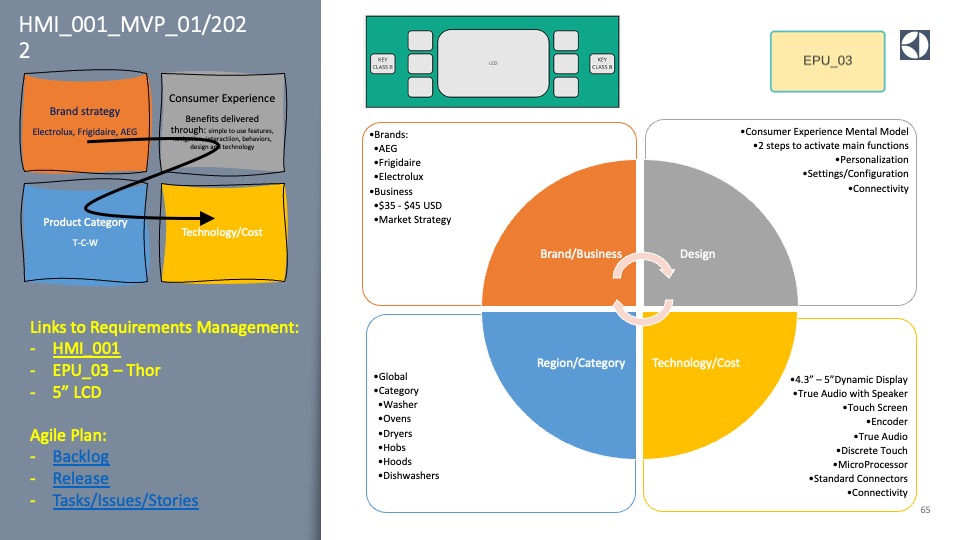 HMI_001_MVP_01/202
2
Brand strategy
Electrolux, Frigidaire, AEG
Consumer Experience
Benefits delivered
through: simple to use features,
navigation, interactiion, behaviors,
design and technology
Product Category
T-C-W
Technology/Cost
Links to Requirements Management:
- HMI_001
- EPU_03 – Thor
- 5” LCD
Agile Plan:
- Backlog
- Release
- Tasks/Issues/Stories
KEY
CLASS B
LCD
KEY
CLASS B
EPU_03
•Brands:
•AEG
•Frigidaire
•Electrolux
•Business
•$35 - $45 USD
•Market Strategy
•Consumer Experience Mental Model
•2 steps to activate main functions
•Personalization
•Settings/Configuration
•Connectivity
Brand/Business
Design
Region/Category
Technology/Cost
•Global
•Category
•Washer
•Ovens
•Dryers
•Hobs
•Hoods
•Dishwashers
•4.3” – 5”Dynamic Display
•True Audio with Speaker
•Touch Screen
•Encoder
•True Audio
•Discrete Touch
•MicroProcessor
•Standard Connectors
•Connectivity
65